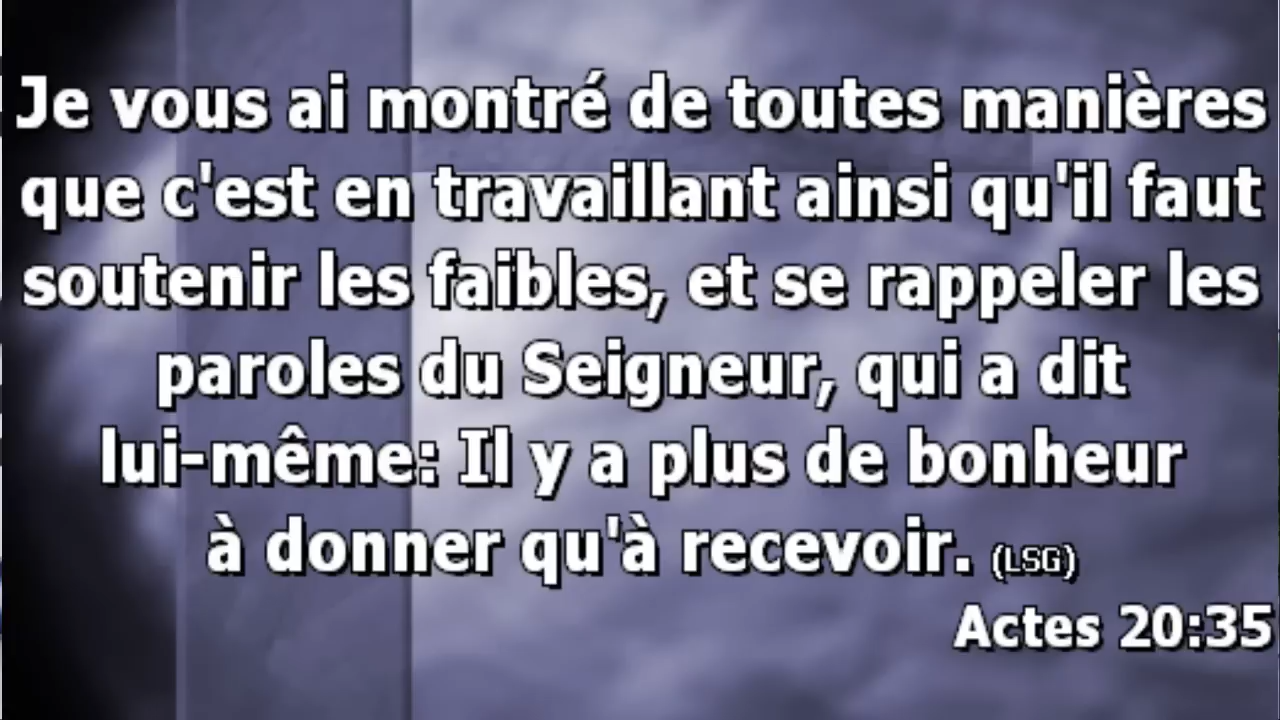 Je vous ai montré de toutes manières
que c'est en travaillant ainsi qu'il faut
soutenir les faibles, et se rappeler les
paroles du Seigneur, qui a dit
lui-même: Il y a plus de bonheur
à donner qu'à recevoir. (LSG)
Actes 20:35